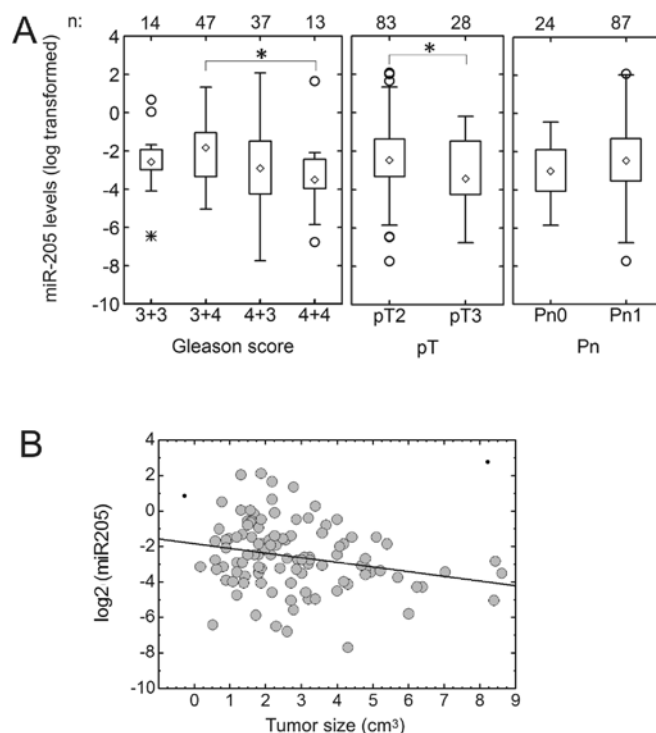 A
n: 14 47 37 13 83 28 24 87
miR-205 levels (log transformed)
4
2
0
-2
-4
-6
-8
-10
* *
3+3 3+4 4+3 4+4 pT2 pT3 Pn0 Pn1
Gleason score pT Pn
B
log2 (miR205)
4
2
0
-2
-4
-6
-8
-10
0 1 2 3 4 5 6 7 8 9
Tumor size (cm³)